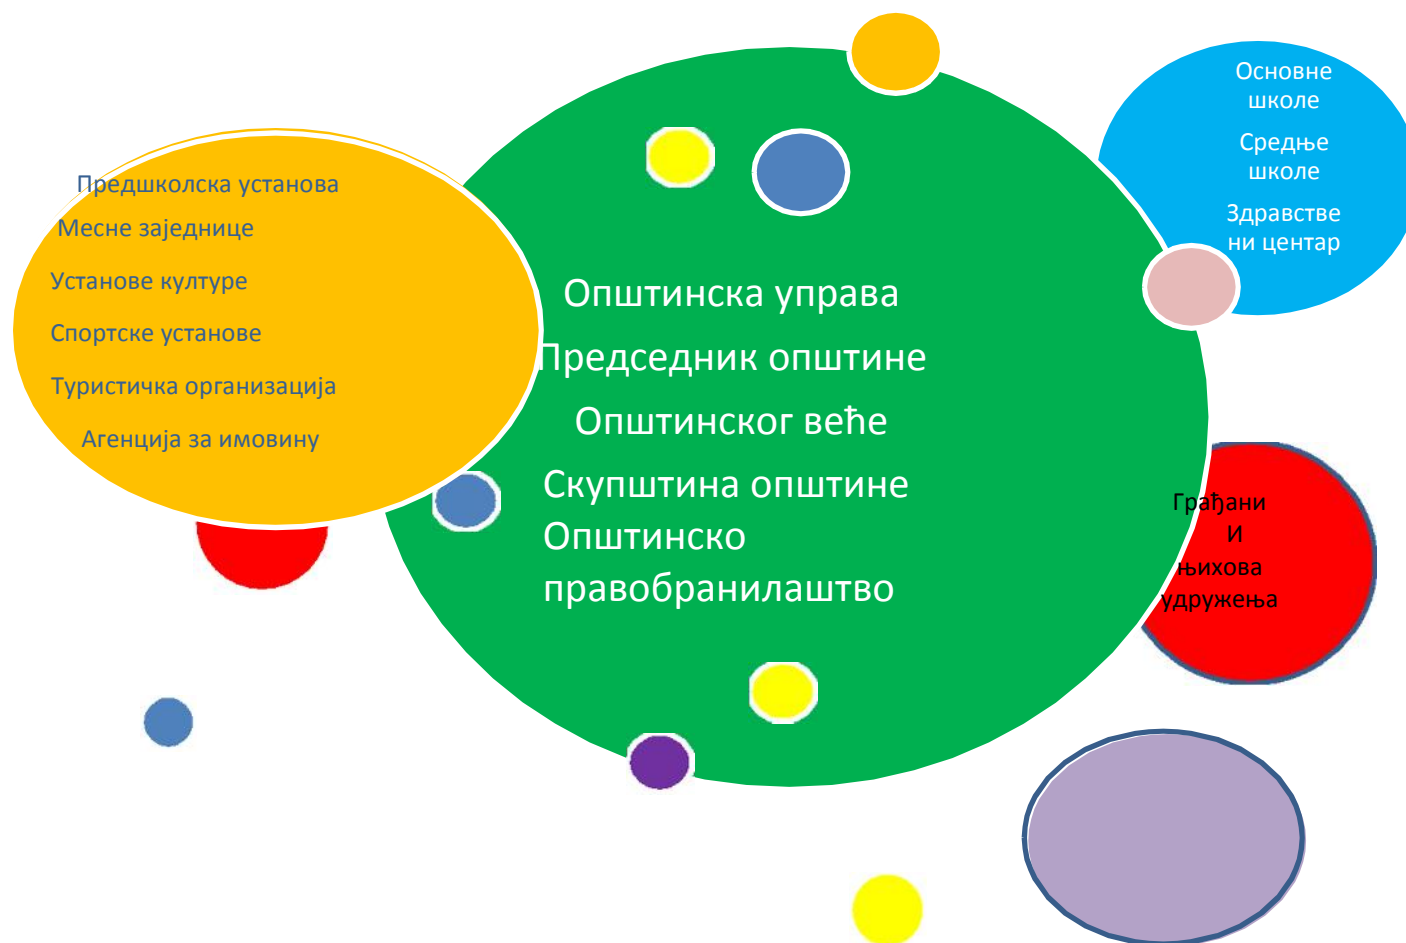 Предшколска установа
Месне заједнице
Установе културе
Спортске установе
Туристичка организација
Агенција за имовину
Општинска управа
Председник општине
Општинског веће
Скупштина општине
Општинско
правобранилаштво
Основне
школе
Средње
школе
Здравстве
ни центар
Грађани
И
њихова
удружења